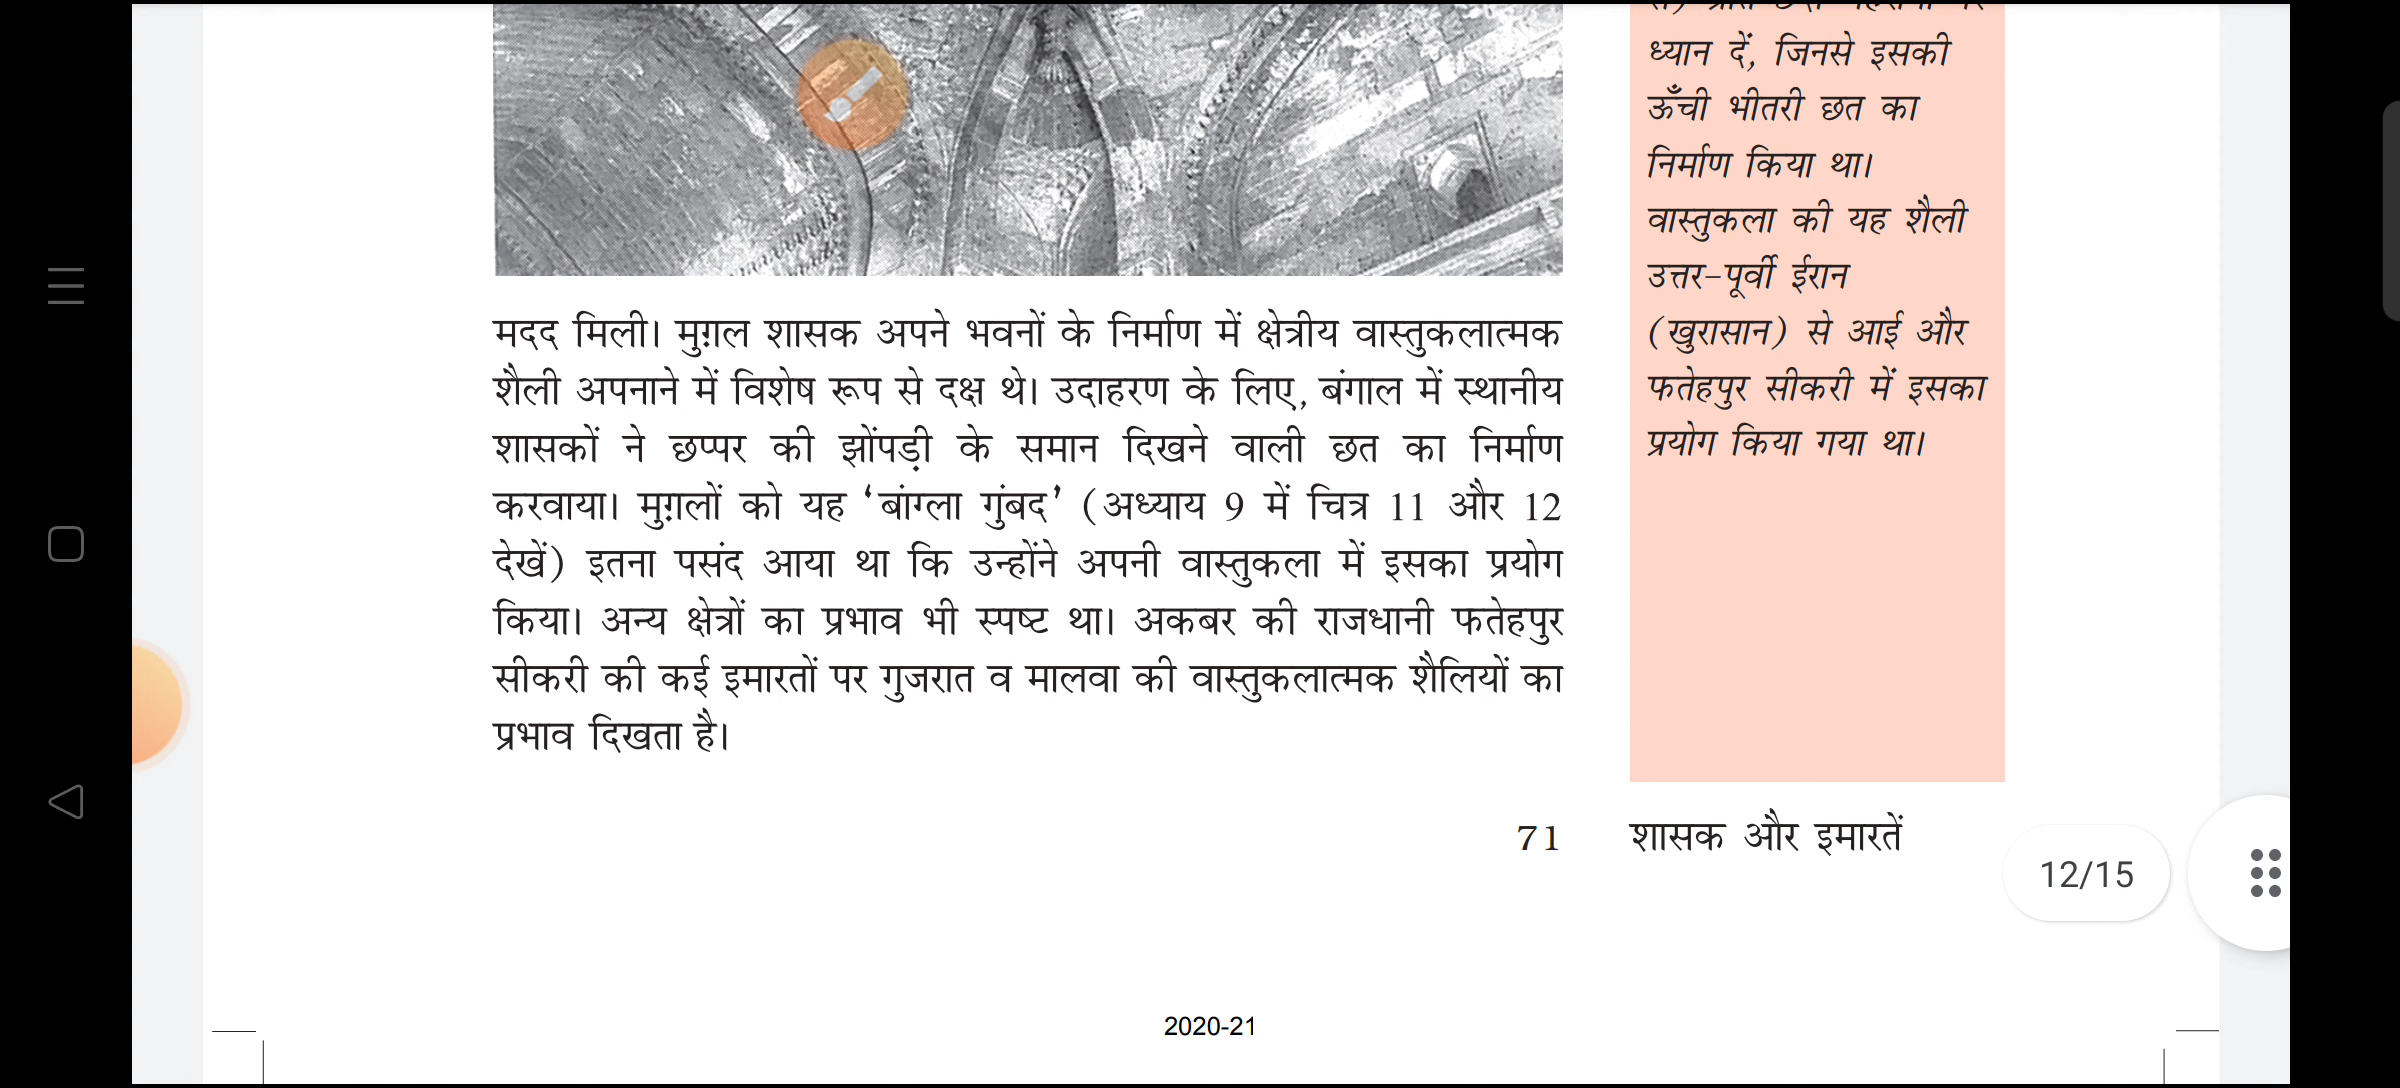 मदद मिली। मुग़ल शासक अपने भवनों के निर्माण में क्षेत्रीय वास्तुकलात्मक
शैली अपनाने में विशेष रूप से दक्ष थे। उदाहरण के लिए, बंगाल में स्थानीय
शासकों ने छप्पर की झोंपड़ी के समान दिखने वाली छत का निर्माण
करवाया। मुग़लों को यह ‘बांग्ला गुंबद’ (अध्याय 9 में चित्र 11 और 12
देखें) इतना पसंद आया था कि उन्होंने अपनी वास्तुकला में इसका प्रयोग
किया। अन्य क्षेत्रों का प्रभाव भी स्पष्ट था। अकबर की राजधानी फतेहपुर
सीकरी की कई इमारतों पर गुजरात व मालवा की वास्तुकलात्मक शैलियों का
प्रभाव दिखता है।
ध्यान दें, जिनसे इसकी
ऊँची भीतरी छत का
निर्माण किया था।
वास्तुकला की यह शैली
उत्तर-पूर्वी ईरान
(खुरासान) से आई और
फतेहपुर सीकरी में इसका
प्रयोग किया गया था।
71 शासक और इमारतें
12/15
2020-21